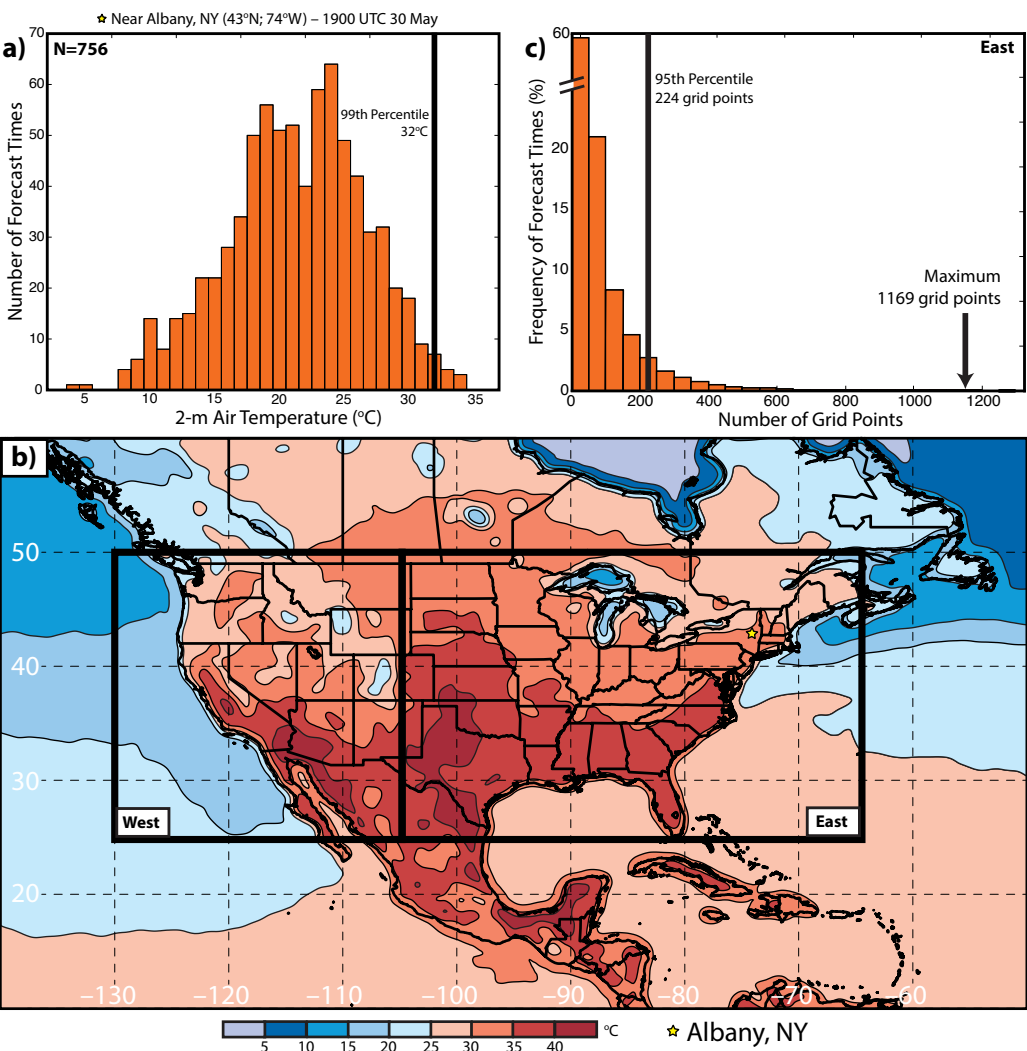 ☆ Near Albany, NY (43°N; 74°W) – 1900 UTC 30 May
a)
N=756
99th Percentile
32°C
Number of Forecast Times
70
60
50
40
30
20
10
0
5 10 15 20 25 30 35
2-m Air Temperature (°C)
c)
East
95th Percentile
224 grid points
Maximum
1169 grid points
Frequency of Forecast Times (%)
60
20
15
10
5
0
0 200 400 600 800 1000 1200
Number of Grid Points
b)
50
40
30
20
West
East
−130 −120 −110 −100 −90 −80 −70 −60
5 10 15 20 25 30 35 40
°C
☆ Albany, NY